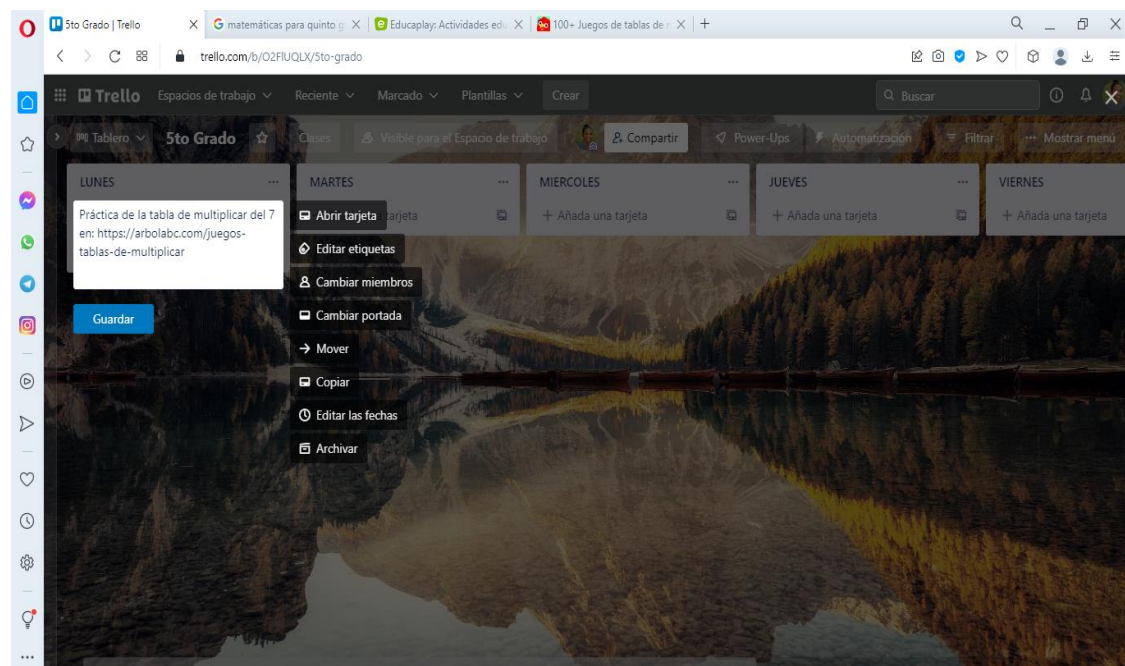 5to Grado | Trello
matemáticas para quinto g
Educaplay: Actividades edu
100+ Juegos de tablas de
trello.com/b/O2FlUQLX/5to-grado
Trello Espacios de trabajo Reciente Marcado Plantillas Crear Buscar
Tablero 5to Grado Clases Visible para el Espacio de trabajo Compartir Power-Ups Automatización Filtrar Mostrar menú
LUNES MARTES MIERCOLES JUEVES VIERNES
Práctica de la tabla de multiplicar del 7
en: https://arbolabc.com/juegos-
tablas-de-multiplicar
Guardar
tarjeta
+ Añada una tarjeta + Añada una tarjeta + Añada una tarjeta
Abrir tarjeta
Editar etiquetas
Cambiar miembros
Cambiar portada
Mover
Copiar
Editar las fechas
Archivar